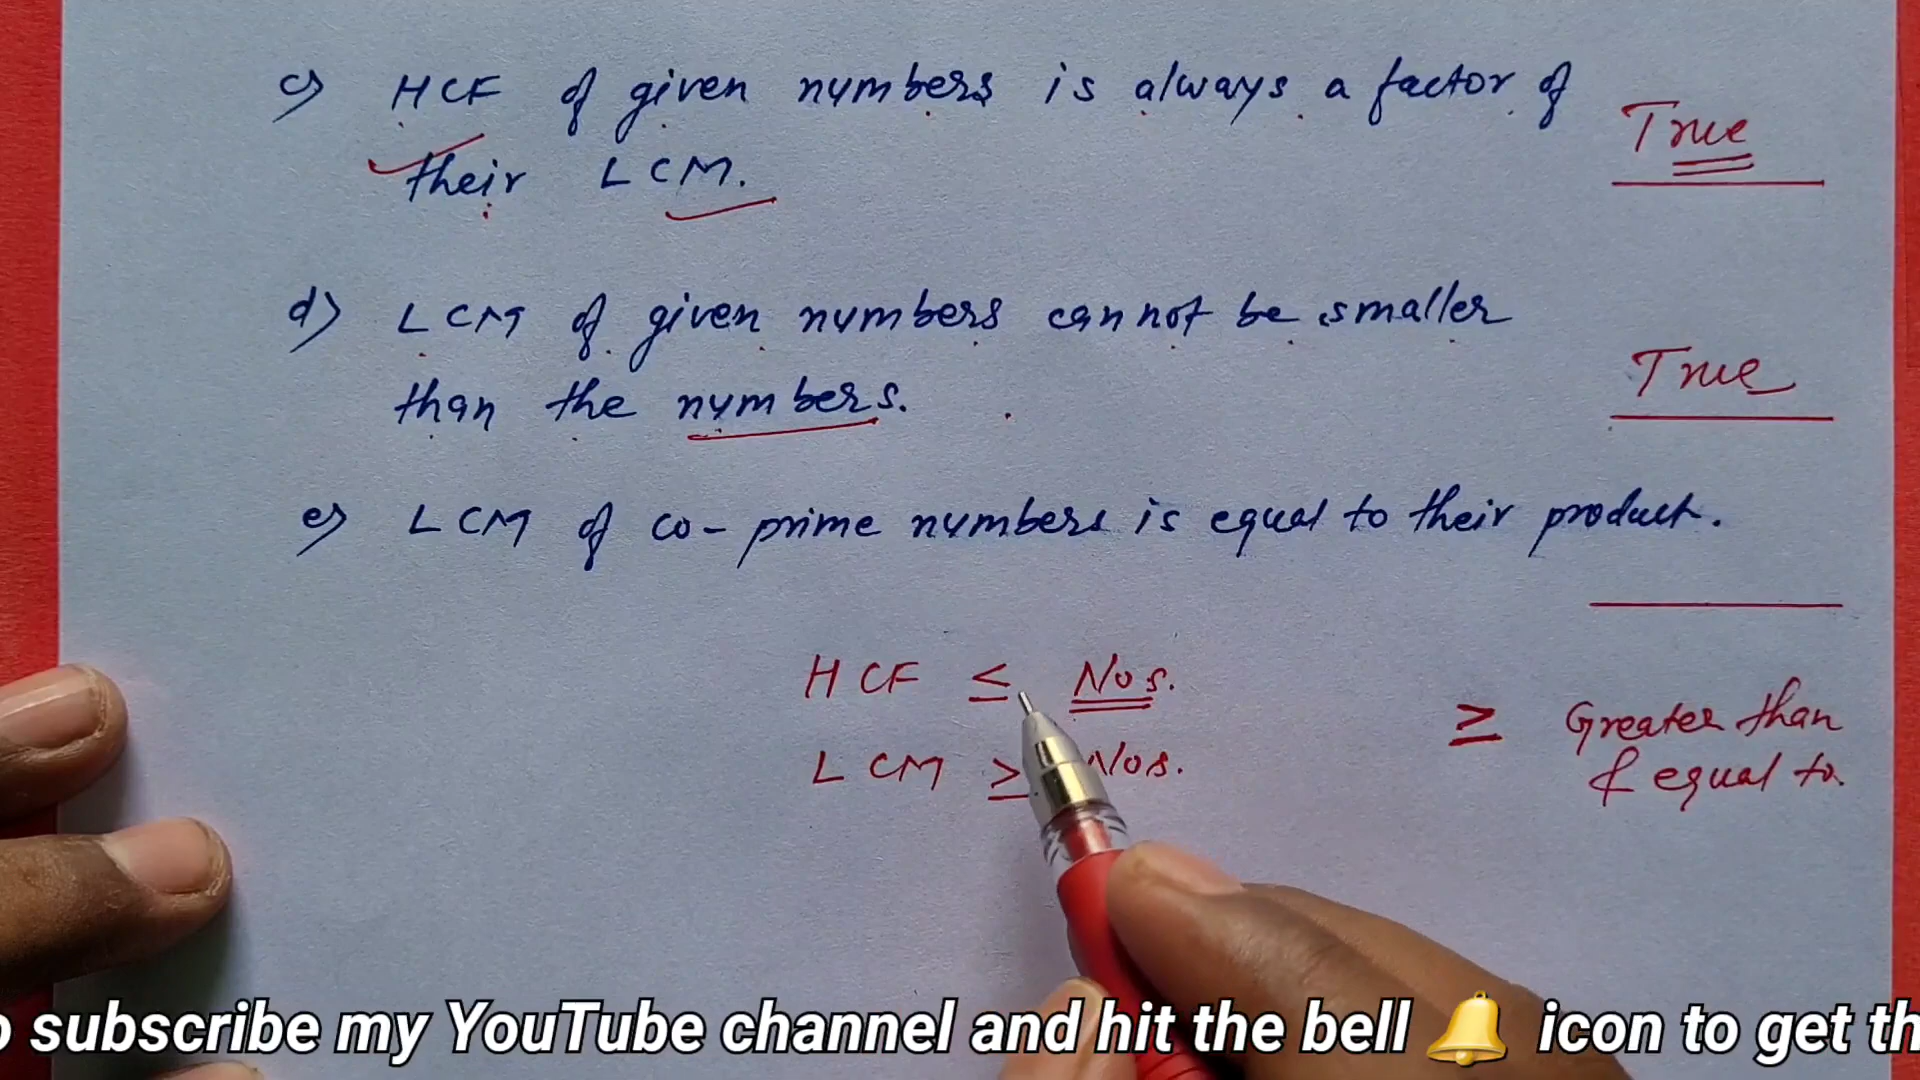 c) HCF of given numbers is always a factor of
their LCM.
True
d) LCM of given numbers cannot be smaller
than the numbers.
True
e) LCM of co-prime numbers is equal to their product.
HCF ≤ Nos.
LCM ≥ Nos.
≥ Greater than
& equal to.
o subscribe my YouTube channel and hit the bell 🔔 icon to get th